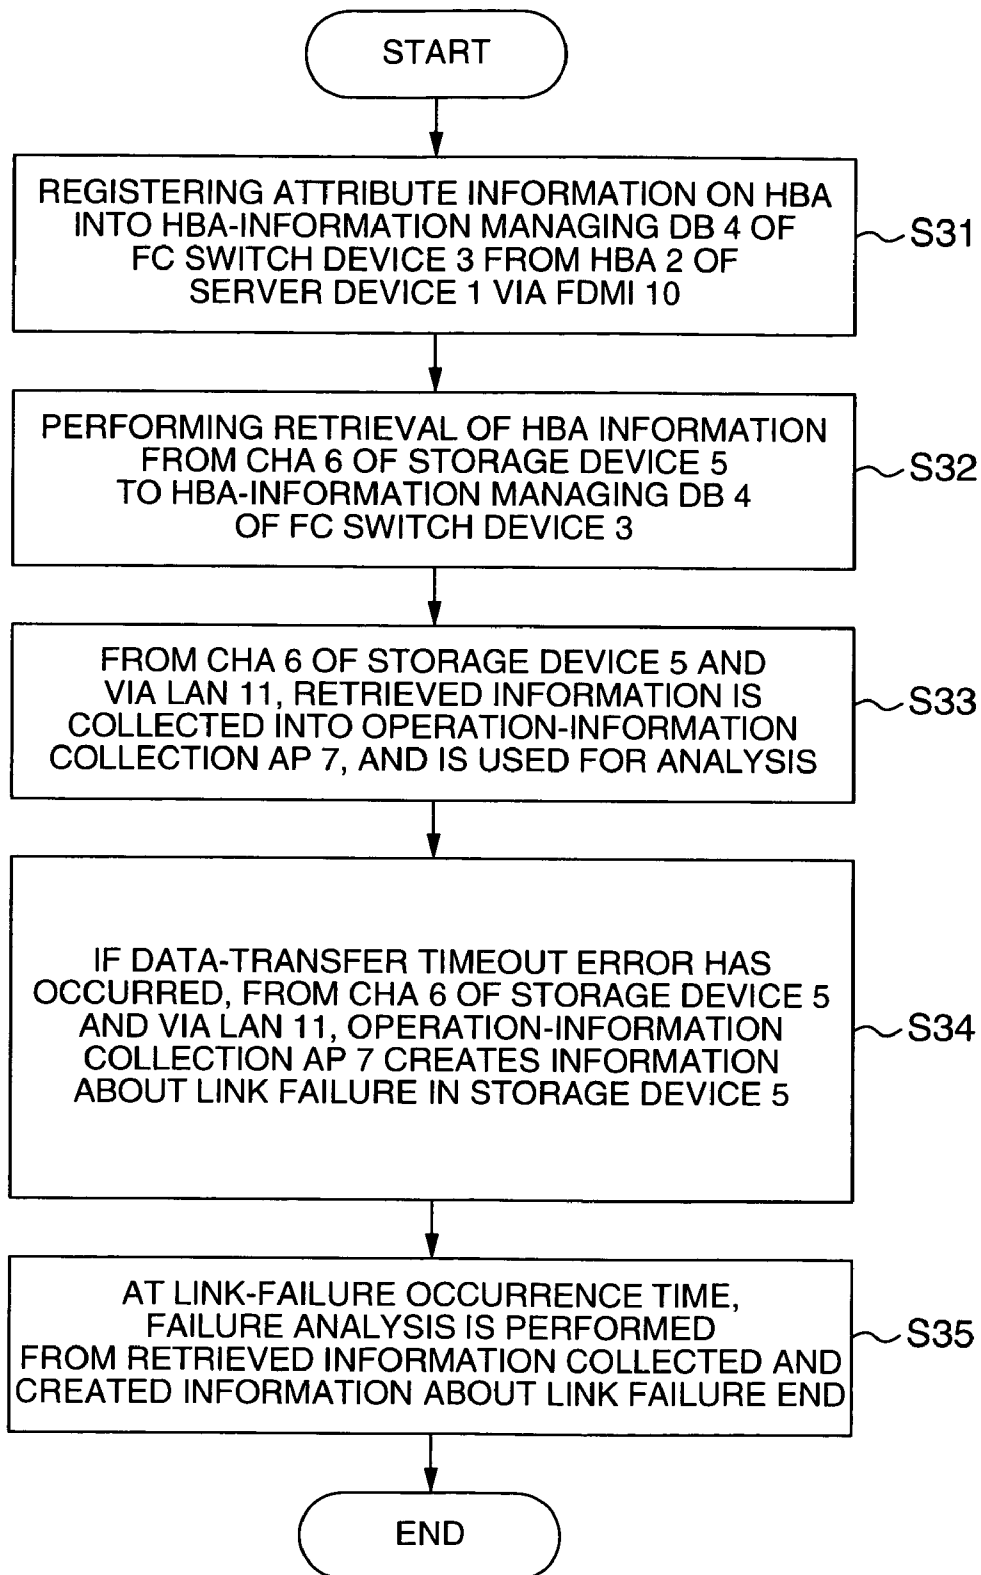 START
REGISTERING ATTRIBUTE INFORMATION ON HBA
INTO HBA-INFORMATION MANAGING DB 4 OF
FC SWITCH DEVICE 3 FROM HBA 2 OF
SERVER DEVICE 1 VIA FDMI 10
S31
PERFORMING RETRIEVAL OF HBA INFORMATION
FROM CHA 6 OF STORAGE DEVICE 5
TO HBA-INFORMATION MANAGING DB 4
OF FC SWITCH DEVICE 3
S32
FROM CHA 6 OF STORAGE DEVICE 5 AND
VIA LAN 11, RETRIEVED INFORMATION IS
COLLECTED INTO OPERATION-INFORMATION
COLLECTION AP 7, AND IS USED FOR ANALYSIS
S33
IF DATA-TRANSFER TIMEOUT ERROR HAS
OCCURRED, FROM CHA 6 OF STORAGE DEVICE 5
AND VIA LAN 11, OPERATION-INFORMATION
COLLECTION AP 7 CREATES INFORMATION
ABOUT LINK FAILURE IN STORAGE DEVICE 5
S34
AT LINK-FAILURE OCCURRENCE TIME,
FAILURE ANALYSIS IS PERFORMED
FROM RETRIEVED INFORMATION COLLECTED AND
CREATED INFORMATION ABOUT LINK FAILURE END
S35
END